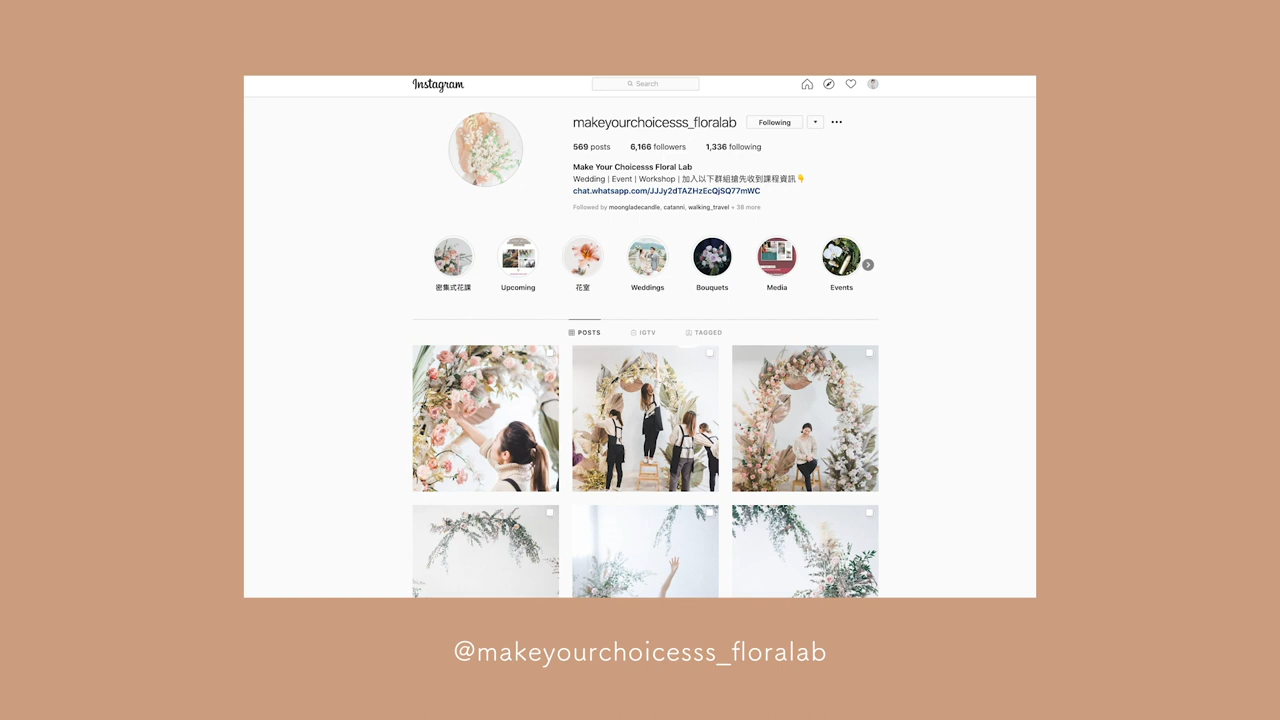 Instagram
Search
makeyourchoicesss_floralab
Following
569 posts 6,166 followers 1,336 following
Make Your Choicesss Floral Lab
Wedding | Event | Workshop | 加入以下群組搶先收到課程資訊👇
chat.whatsapp.com/JJJy2dTAZHzEcQjSQ77mWC
Followed by moongladecandle, catanni, walking_travel + 38 more
密集式花課 Upcoming 花室 Weddings Bouquets Media Events
POSTS IGTV TAGGED
@makeyourchoicesss_floralab